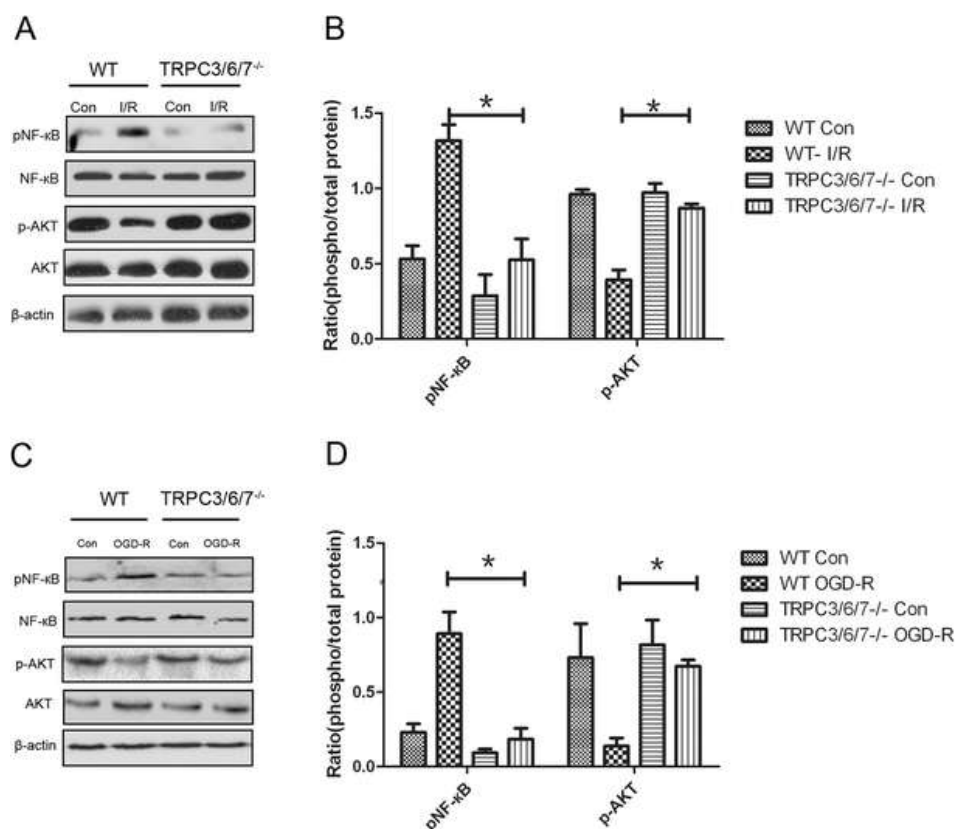 A
WT TRPC3/6/7-/-
Con I/R Con I/R
pNF-κB
NF-κB
p-AKT
AKT
β-actin
B
Ratio(phospho/total protein)
1.5
1.0
0.5
0.0
* *
pNF-κB p-AKT
WT Con
WT- I/R
TRPC3/6/7-/- Con
TRPC3/6/7-/- I/R
C
WT TRPC3/6/7-/-
Con OGD-R Con OGD-R
pNF-κB
NF-κB
p-AKT
AKT
β-actin
D
Ratio(phospho/total protein)
1.5
1.0
0.5
0.0
* *
pNF-κB p-AKT
WT Con
WT OGD-R
TRPC3/6/7-/- Con
TRPC3/6/7-/- OGD-R